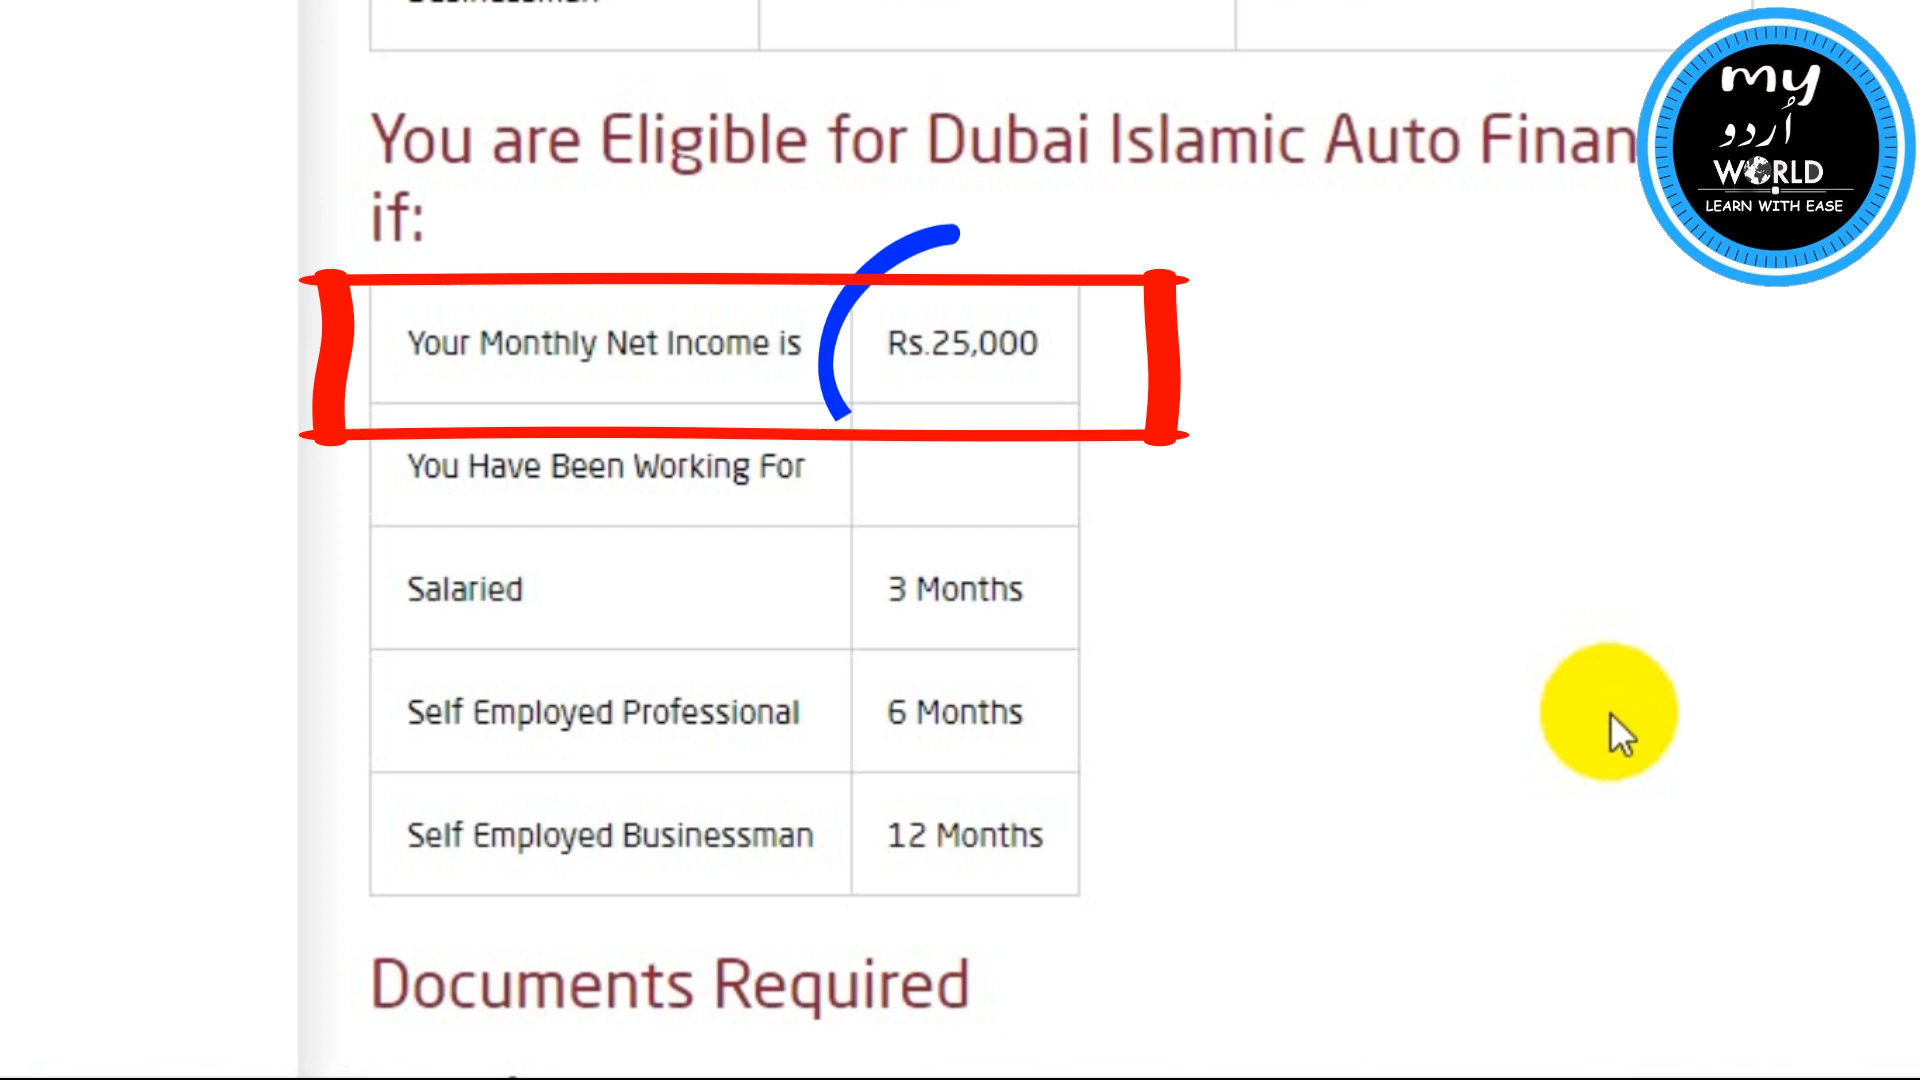 You are Eligible for Dubai Islamic Auto Finan
if:
Your Monthly Net Income is Rs.25,000
You Have Been Working For
Salaried 3 Months
Self Employed Professional 6 Months
Self Employed Businessman 12 Months
Documents Required
my
اُردو
WORLD
LEARN WITH EASE